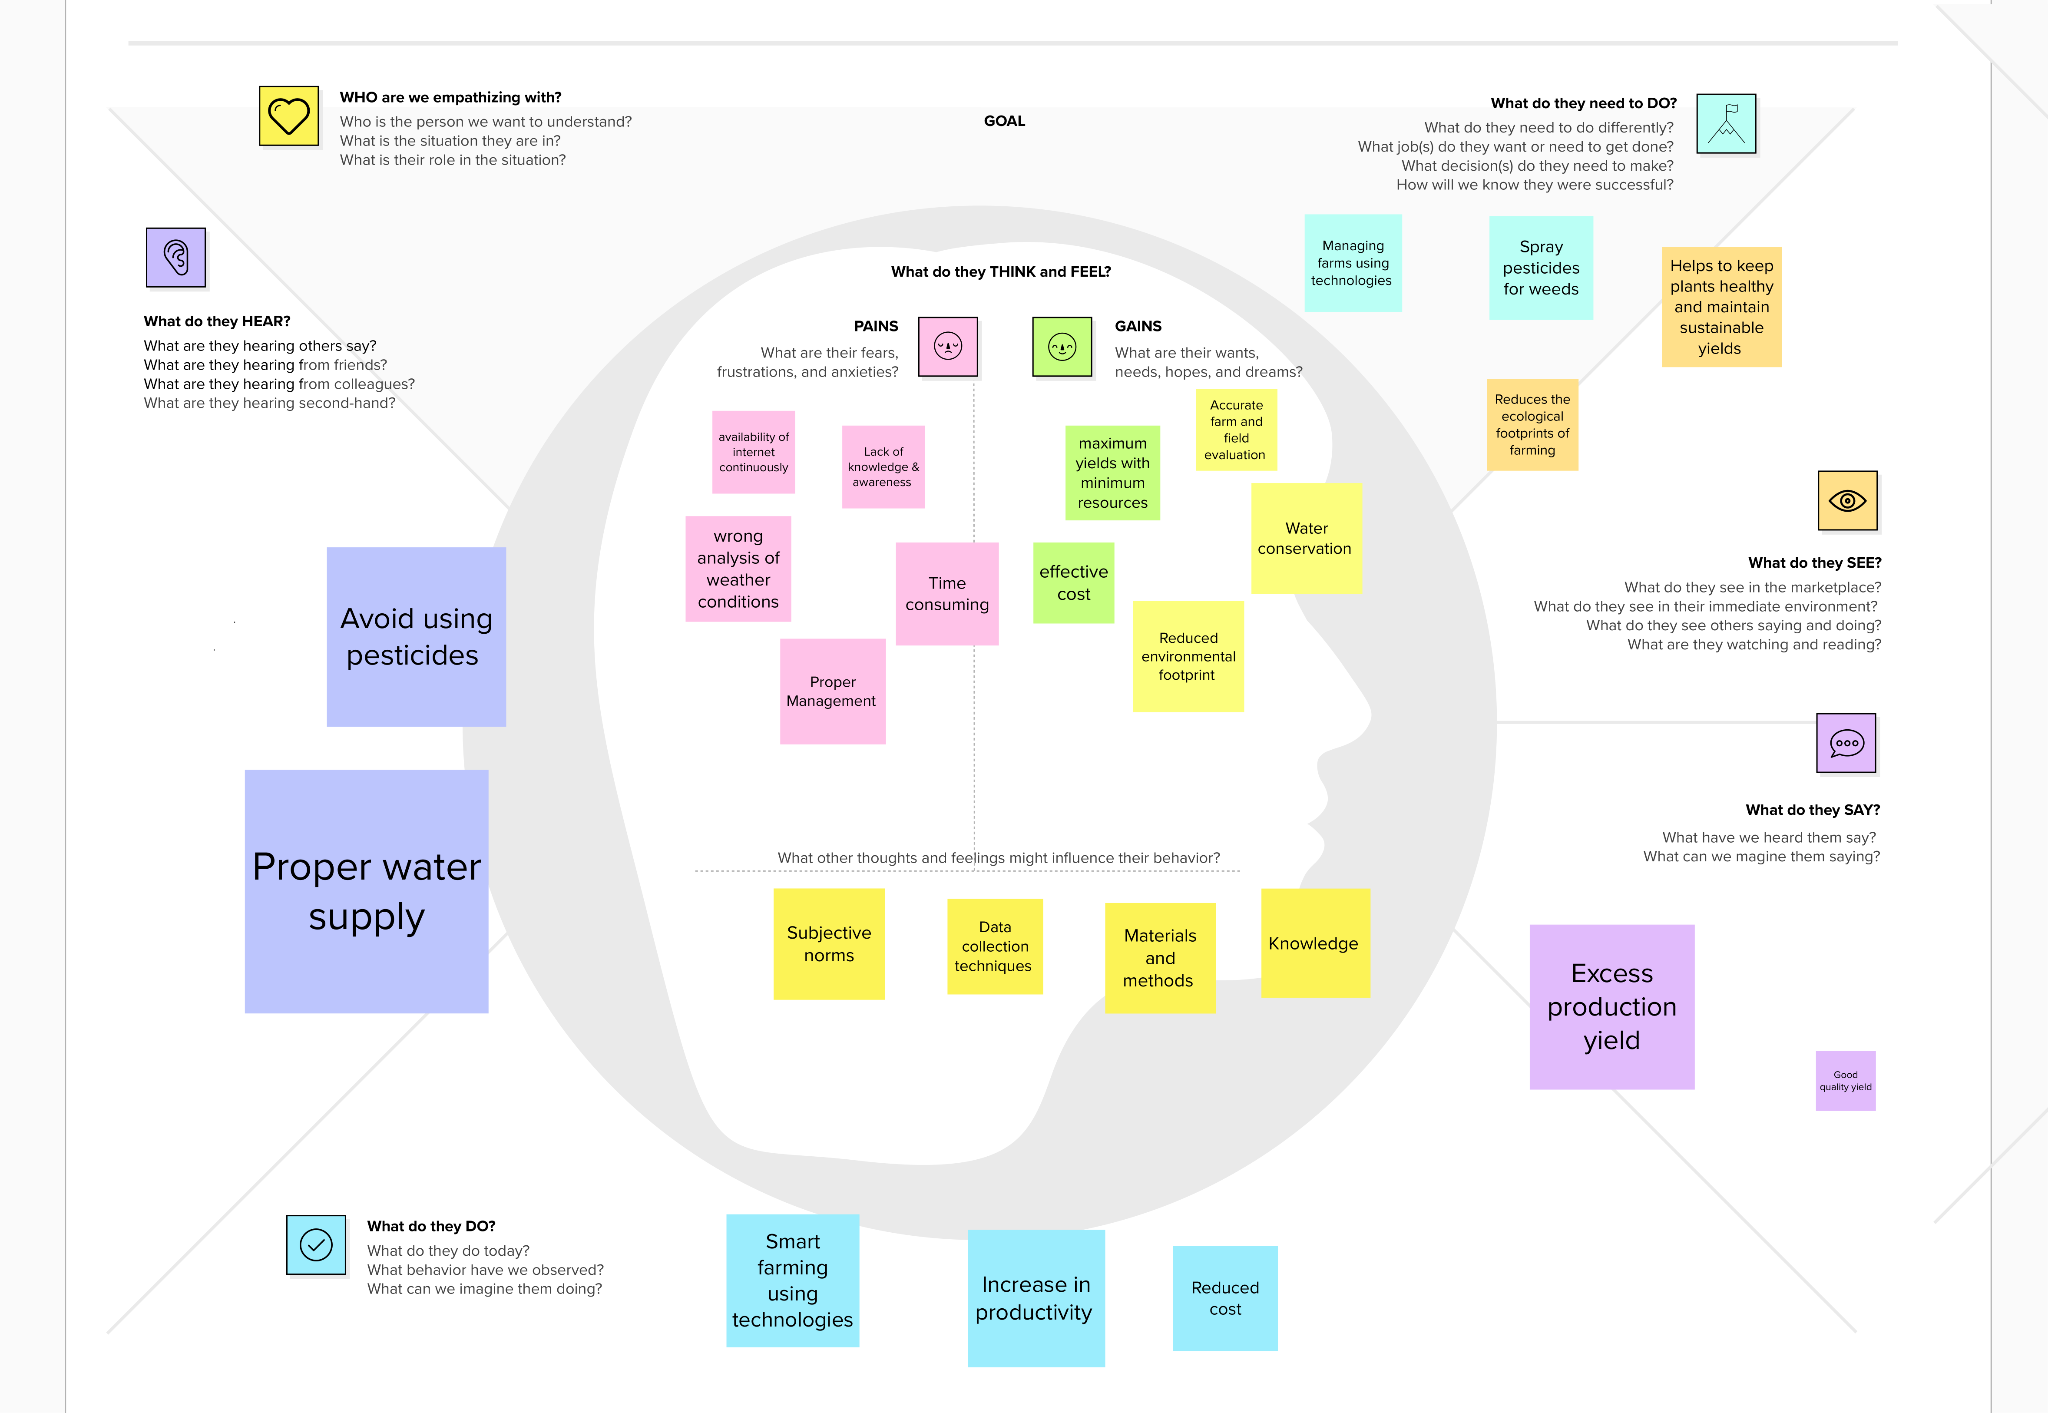 WHO are we empathizing with?
Who is the person we want to understand?
What is the situation they are in?
What is their role in the situation?
GOAL
What do they need to DO?
What do they need to do differently?
What job(s) do they want or need to get done?
What decision(s) do they need to make?
How will we know they were successful?
Managing
farms using
technologies
Spray
pesticides
for weeds
Helps to keep
plants healthy
and maintain
sustainable
yields
Reduces the
ecological
footprints of
farming
What do they HEAR?
What are they hearing others say?
What are they hearing from friends?
What are they hearing from colleagues?
What are they hearing second-hand?
Avoid using
pesticides
Proper water
supply
What do they THINK and FEEL?
PAINS
What are their fears,
frustrations, and anxieties?
availability of
internet
continuously
Lack of
knowledge &
awareness
wrong
analysis of
weather
conditions
Time
consuming
Proper
Management
GAINS
What are their wants,
needs, hopes, and dreams?
Accurate
farm and
field
evaluation
maximum
yields with
minimum
resources
Water
conservation
effective
cost
Reduced
environmental
footprint
What other thoughts and feelings might influence their behavior?
Subjective
norms
Data
collection
techniques
Materials
and
methods
Knowledge
What do they SEE?
What do they see in the marketplace?
What do they see in their immediate environment?
What do they see others saying and doing?
What are they watching and reading?
What do they SAY?
What have we heard them say?
What can we magine them saying?
Excess
production
yield
Good
quality yield
What do they DO?
What do they do today?
What behavior have we observed?
What can we imagine them doing?
Smart
farming
using
technologies
Increase in
productivity
Reduced
cost